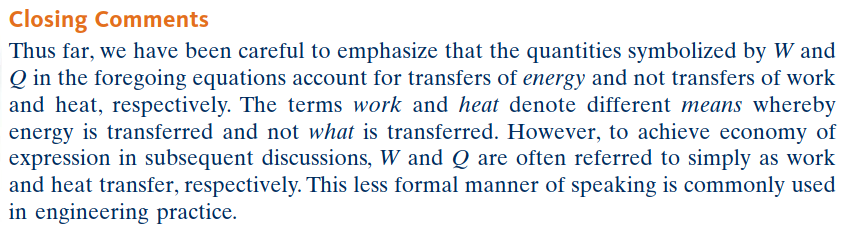 Closing Comments
Thus far, we have been careful to emphasize that the quantities symbolized by W and
Q in the foregoing equations account for transfers of energy and not transfers of work
and heat, respectively. The terms work and heat denote different means whereby
energy is transferred and not what is transferred. However, to achieve economy of
expression in subsequent discussions, W and Q are often referred to simply as work
and heat transfer, respectively. This less formal manner of speaking is commonly used
in engineering practice.